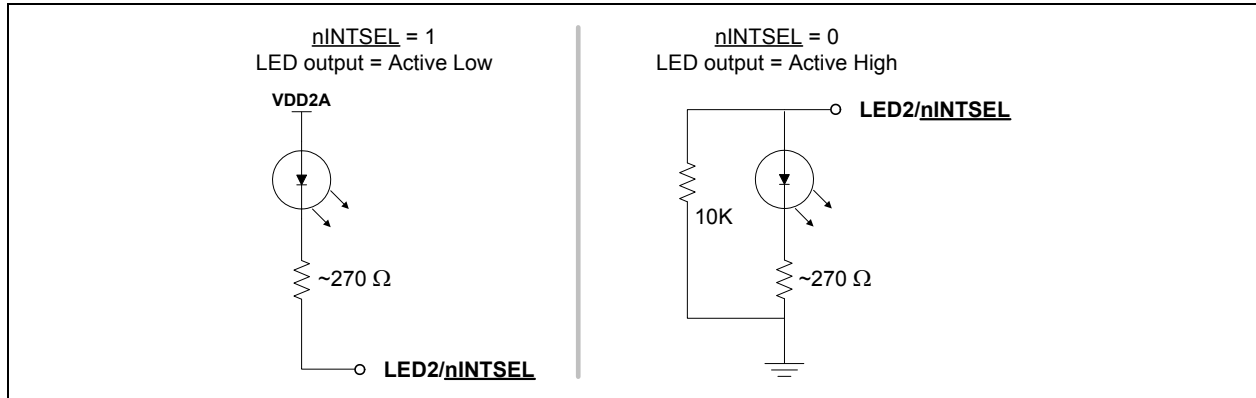 nINTSEL = 1
LED output = Active Low
VDD2A
~270 Ω
LED2/nINTSEL
nINTSEL = 0
LED output = Active High
LED2/nINTSEL
10K
~270 Ω